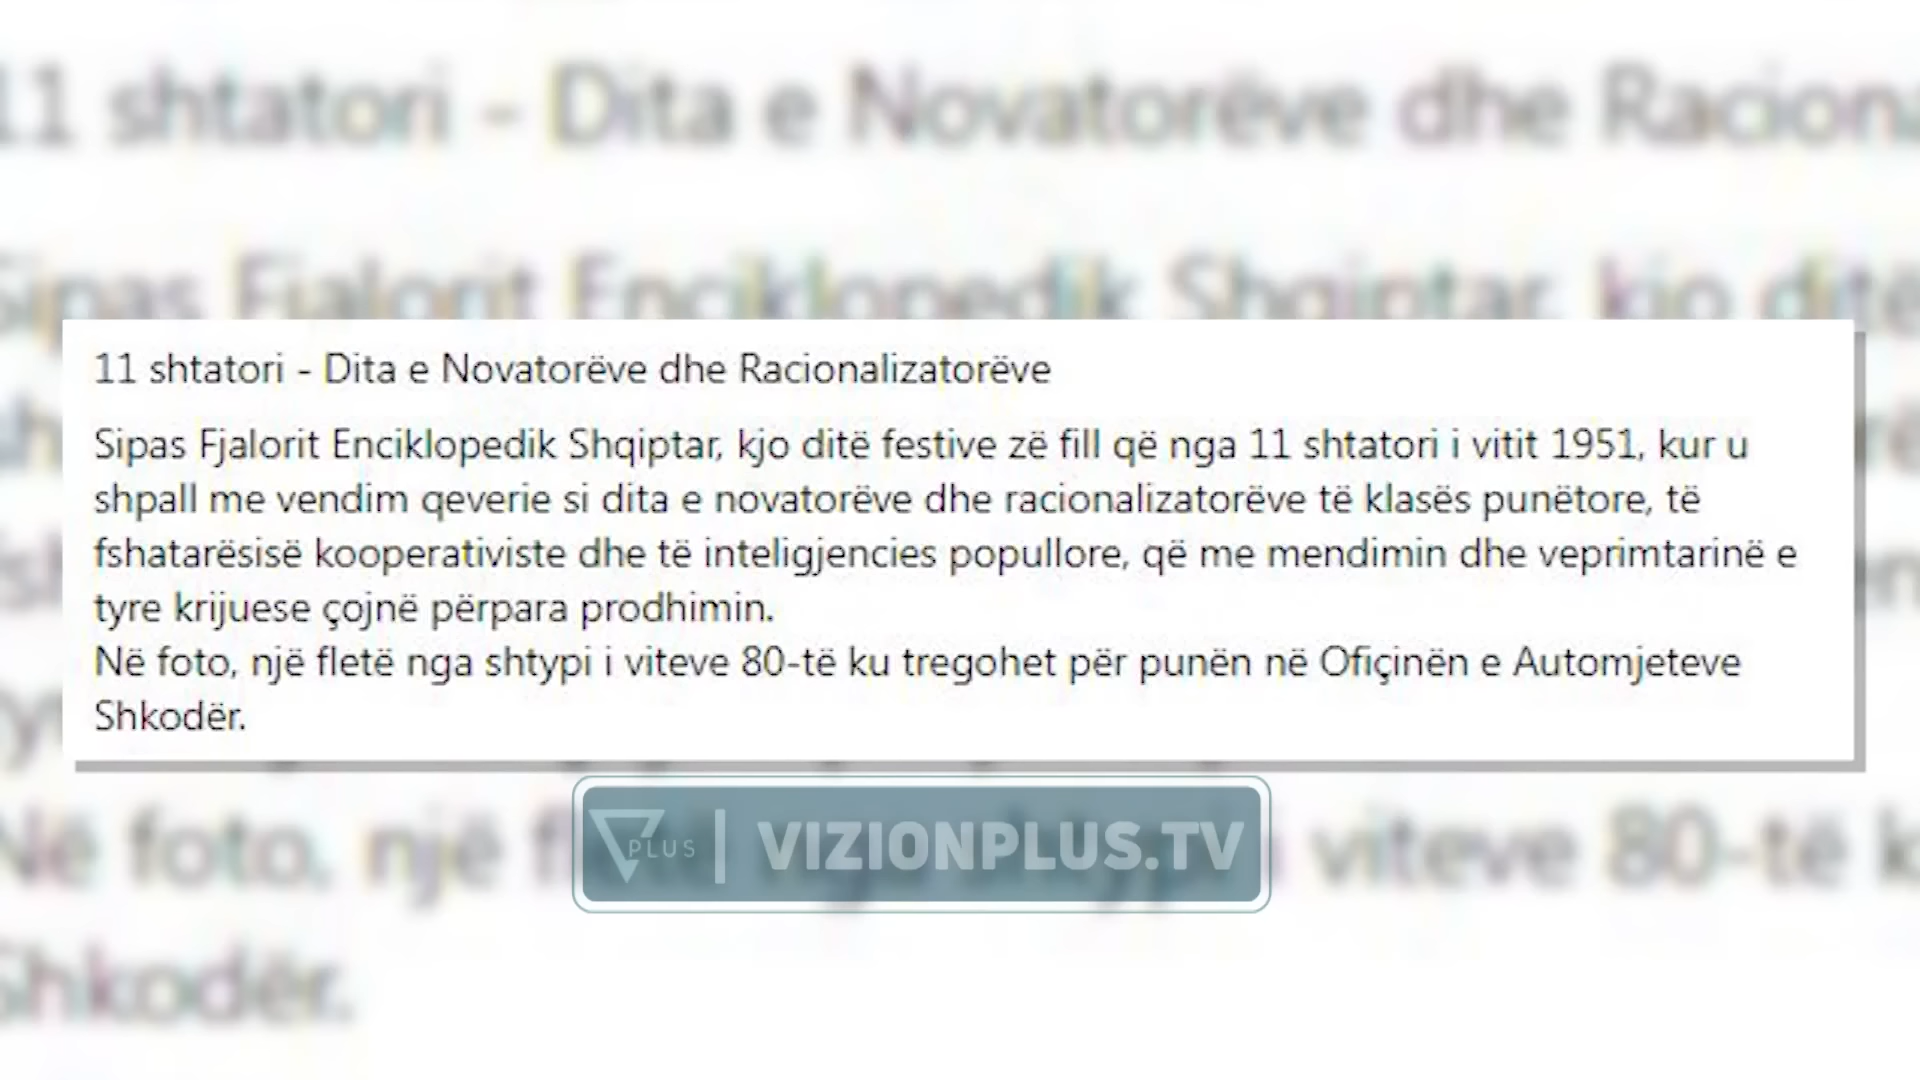 11 shtatori - Dita e Novatorëve dhe Racionalizatorëve
Sipas Fjalorit Enciklopedik Shqiptar, kjo ditë festive zë fill që nga 11 shtatori i vitit 1951, kur u
shpall me vendim qeverie si dita e novatorëve dhe racionalizatorëve të klasës punëtore, të
fshatarësisë kooperativiste dhe të inteligjencies popullore, që me mendimin dhe veprimtarinë e
tyre krijuese çojnë përpara prodhimin.
Në foto, një fletë nga shtypi i viteve 80-të ku tregohet për punën në Ofiçinën e Automjeteve
Shkodër.
PLUS | VIZIONPLUS.TV